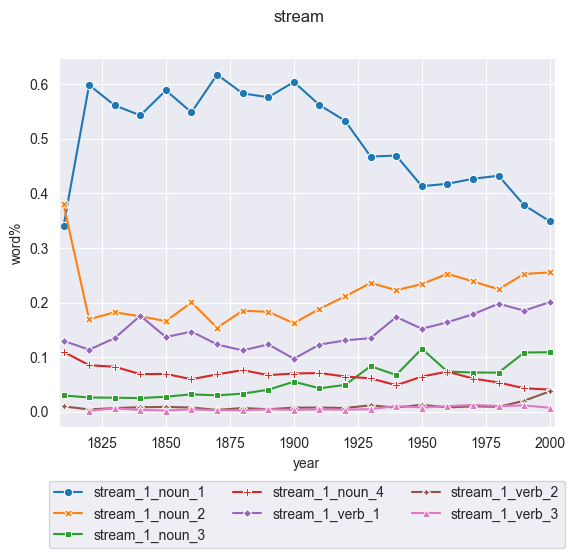 stream
0.6
0.5
0.4
0.3
0.2
0.1
0.0
word%
1825 1850 1875 1900 1925 1950 1975 2000
year
stream_1_noun_1 stream_1_noun_4 stream_1_verb_2
stream_1_noun_2 stream_1_verb_1 stream_1_verb_3
stream_1_noun_3